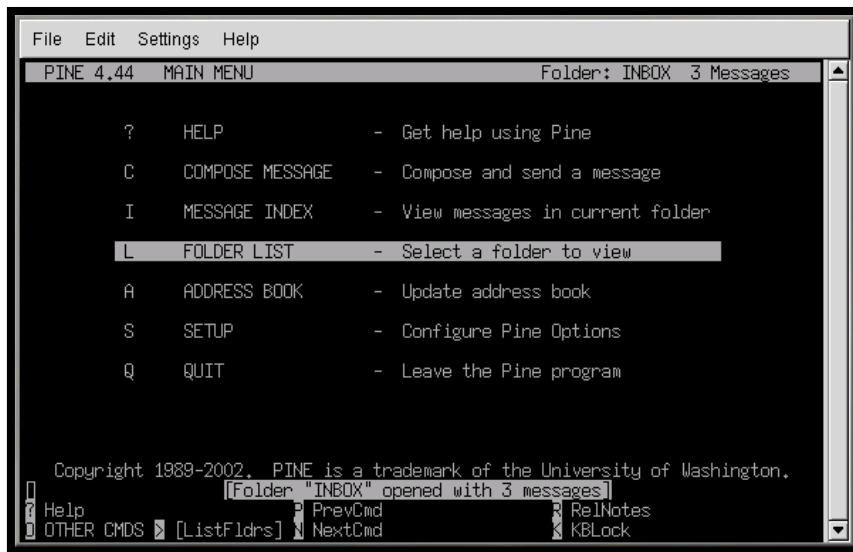 File Edit Settings Help
PINE 4.44 MAIN MENU Folder: INBOX 3 Messages
? HELP - Get help using Pine
C COMPOSE MESSAGE - Compose and send a message
I MESSAGE INDEX - View messages in current folder
L FOLDER LIST - Select a folder to view
A ADDRESS BOOK - Update address book
S SETUP - Configure Pine Options
Q QUIT - Leave the Pine program
Copyright 1989-2002. PINE is a trademark of the University of Washington.
[Folder "INBOX" opened with 3 messages]
? Help P PrevCmd R RelNotes
O OTHER CMDS > [ListFldrs] N NextCmd K KBLock